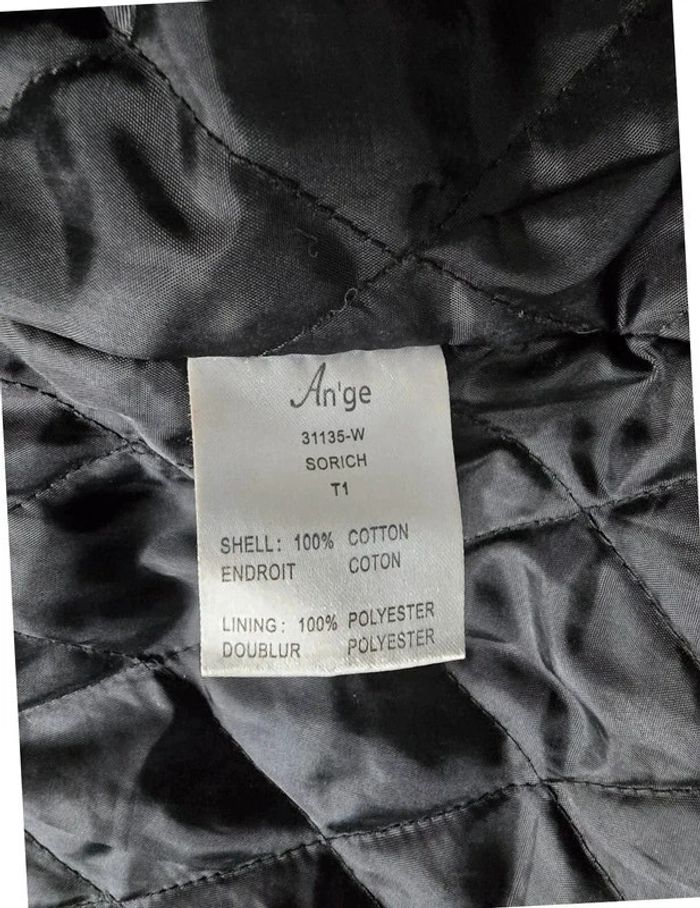 An'ge
31135-W
SORICH
T1
SHELL: 100% COTTON
ENDROIT COTON
LINING: 100% POLYESTER
DOUBLUR POLYESTER